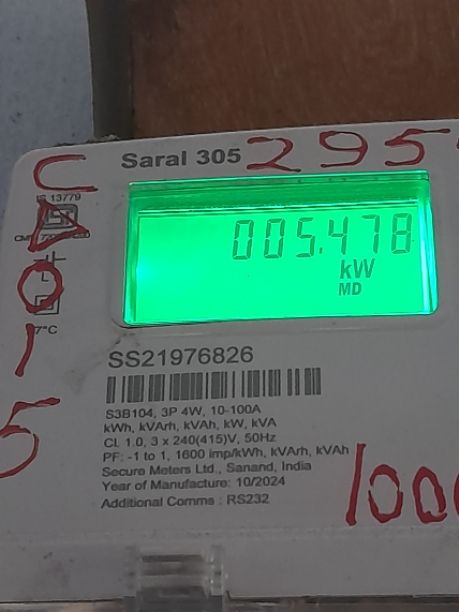 Saral 305
295
IS 13779
005.478
kW
MD
C
D
0
1
5
SS21976826
S3B104, 3P 4W, 10-100A
kWh, kVArh, kVAh, kW, kVA
Cl. 1.0, 3 x 240(415)V, 50Hz
PF: -1 to 1, 1600 imp/kWh, kVArh, kVAh
Secure Meters Ltd., Sanand, India
Year of Manufacture: 10/2024
Additional Comms : RS232
100